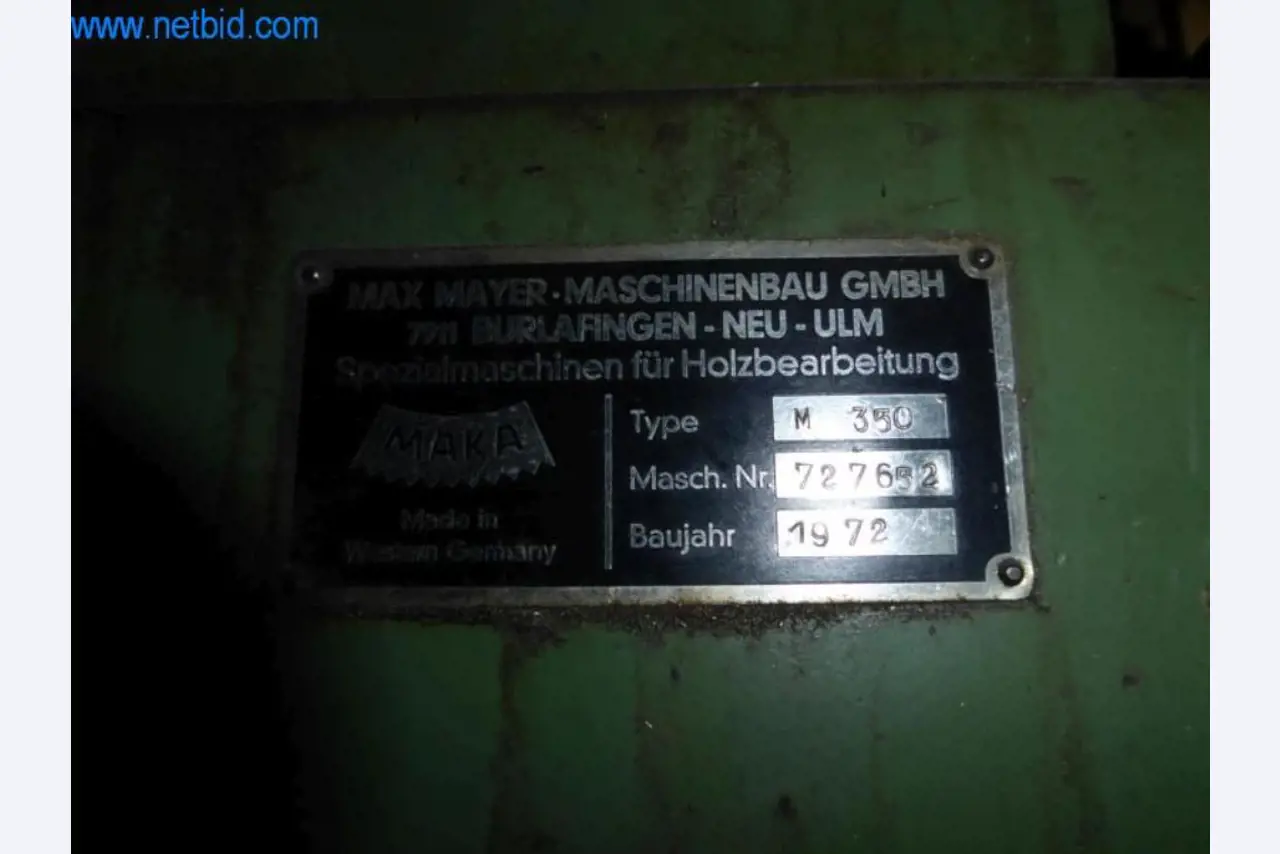 www.netbid.com
MAX MAYER·MASCHINENBAU GMBH
7911 BURLAFINGEN - NEU - ULM
Spezialmaschinen für Holzbearbeitung
MAKA
Made in
Western Germany
Type M 350
Masch. Nr. 727652
Baujahr 1972